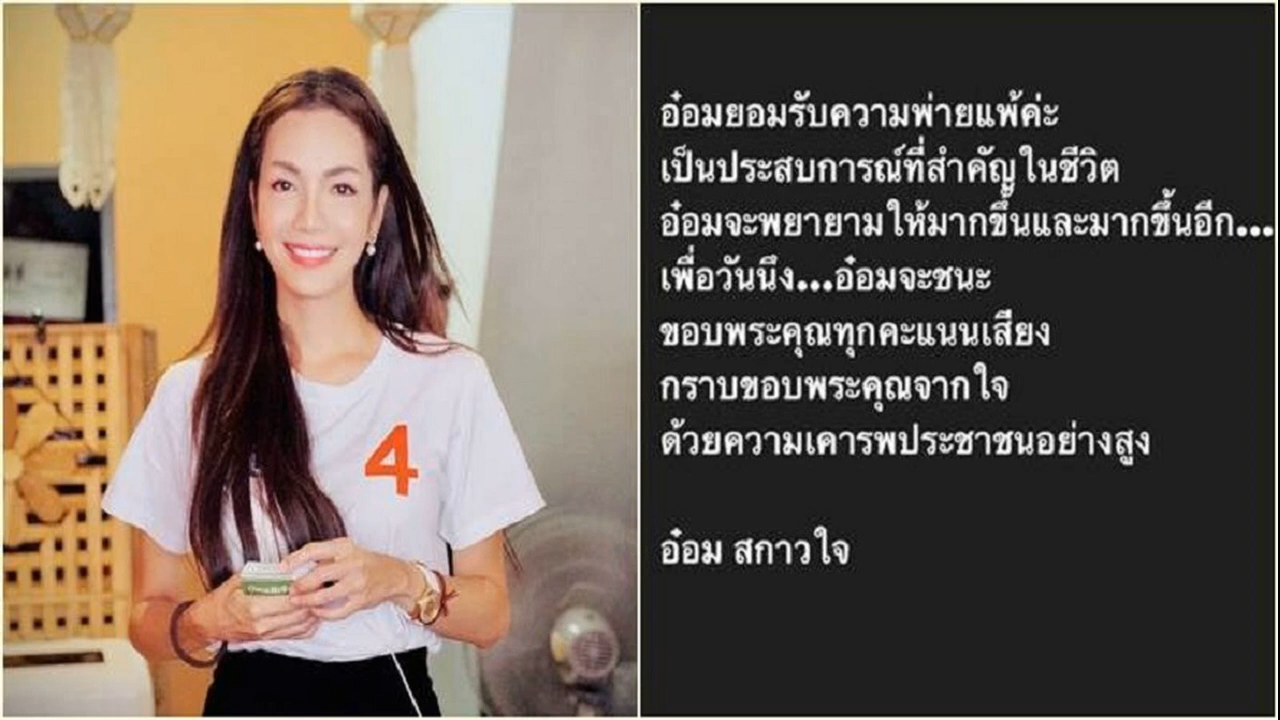 4
อ๋อมยอมรับความพ่ายแพ้ค่ะ
เป็นประสบการณ์ที่สำคัญในชีวิต
อ๋อมจะพยายามให้มากขึ้นและมากขึ้นอีก...
เพื่อวันนึง...อ๋อมจะชนะ
ขอบพระคุณทุกคะแนนเสียง
กราบขอบพระคุณจากใจ
ด้วยความเคารพประชาชนอย่างสูง
อ๋อม สกาวใจ